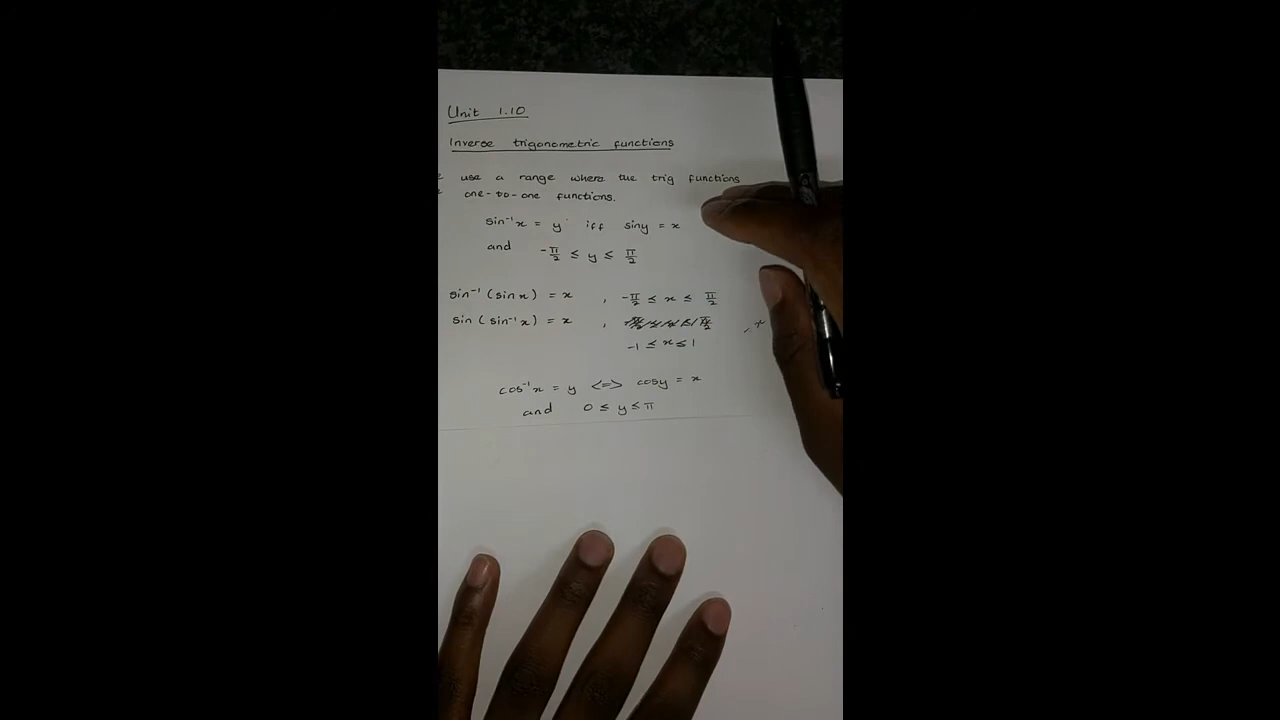 Unit 1.10
Inverse trigonometric functions
use a range where the trig functions
one-to-one functions.
sin⁻¹x = y iff siny = x
and -π/2 ≤ y ≤ π/2
sin⁻¹(sin x) = x , -π/2 ≤ x ≤ π/2
sin(sin⁻¹x) = x ,
-1 ≤ x ≤ 1
cos⁻¹x = y <=> cosy = x
and 0 ≤ y ≤ π